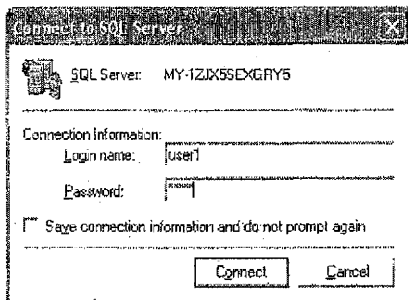 Connect to SQL Server
SQL Server: MY-1ZJX5SEXGRY5
Connection Information:
Login name: user1
Password: *****
Save connection information and do not prompt again
Connect Cancel